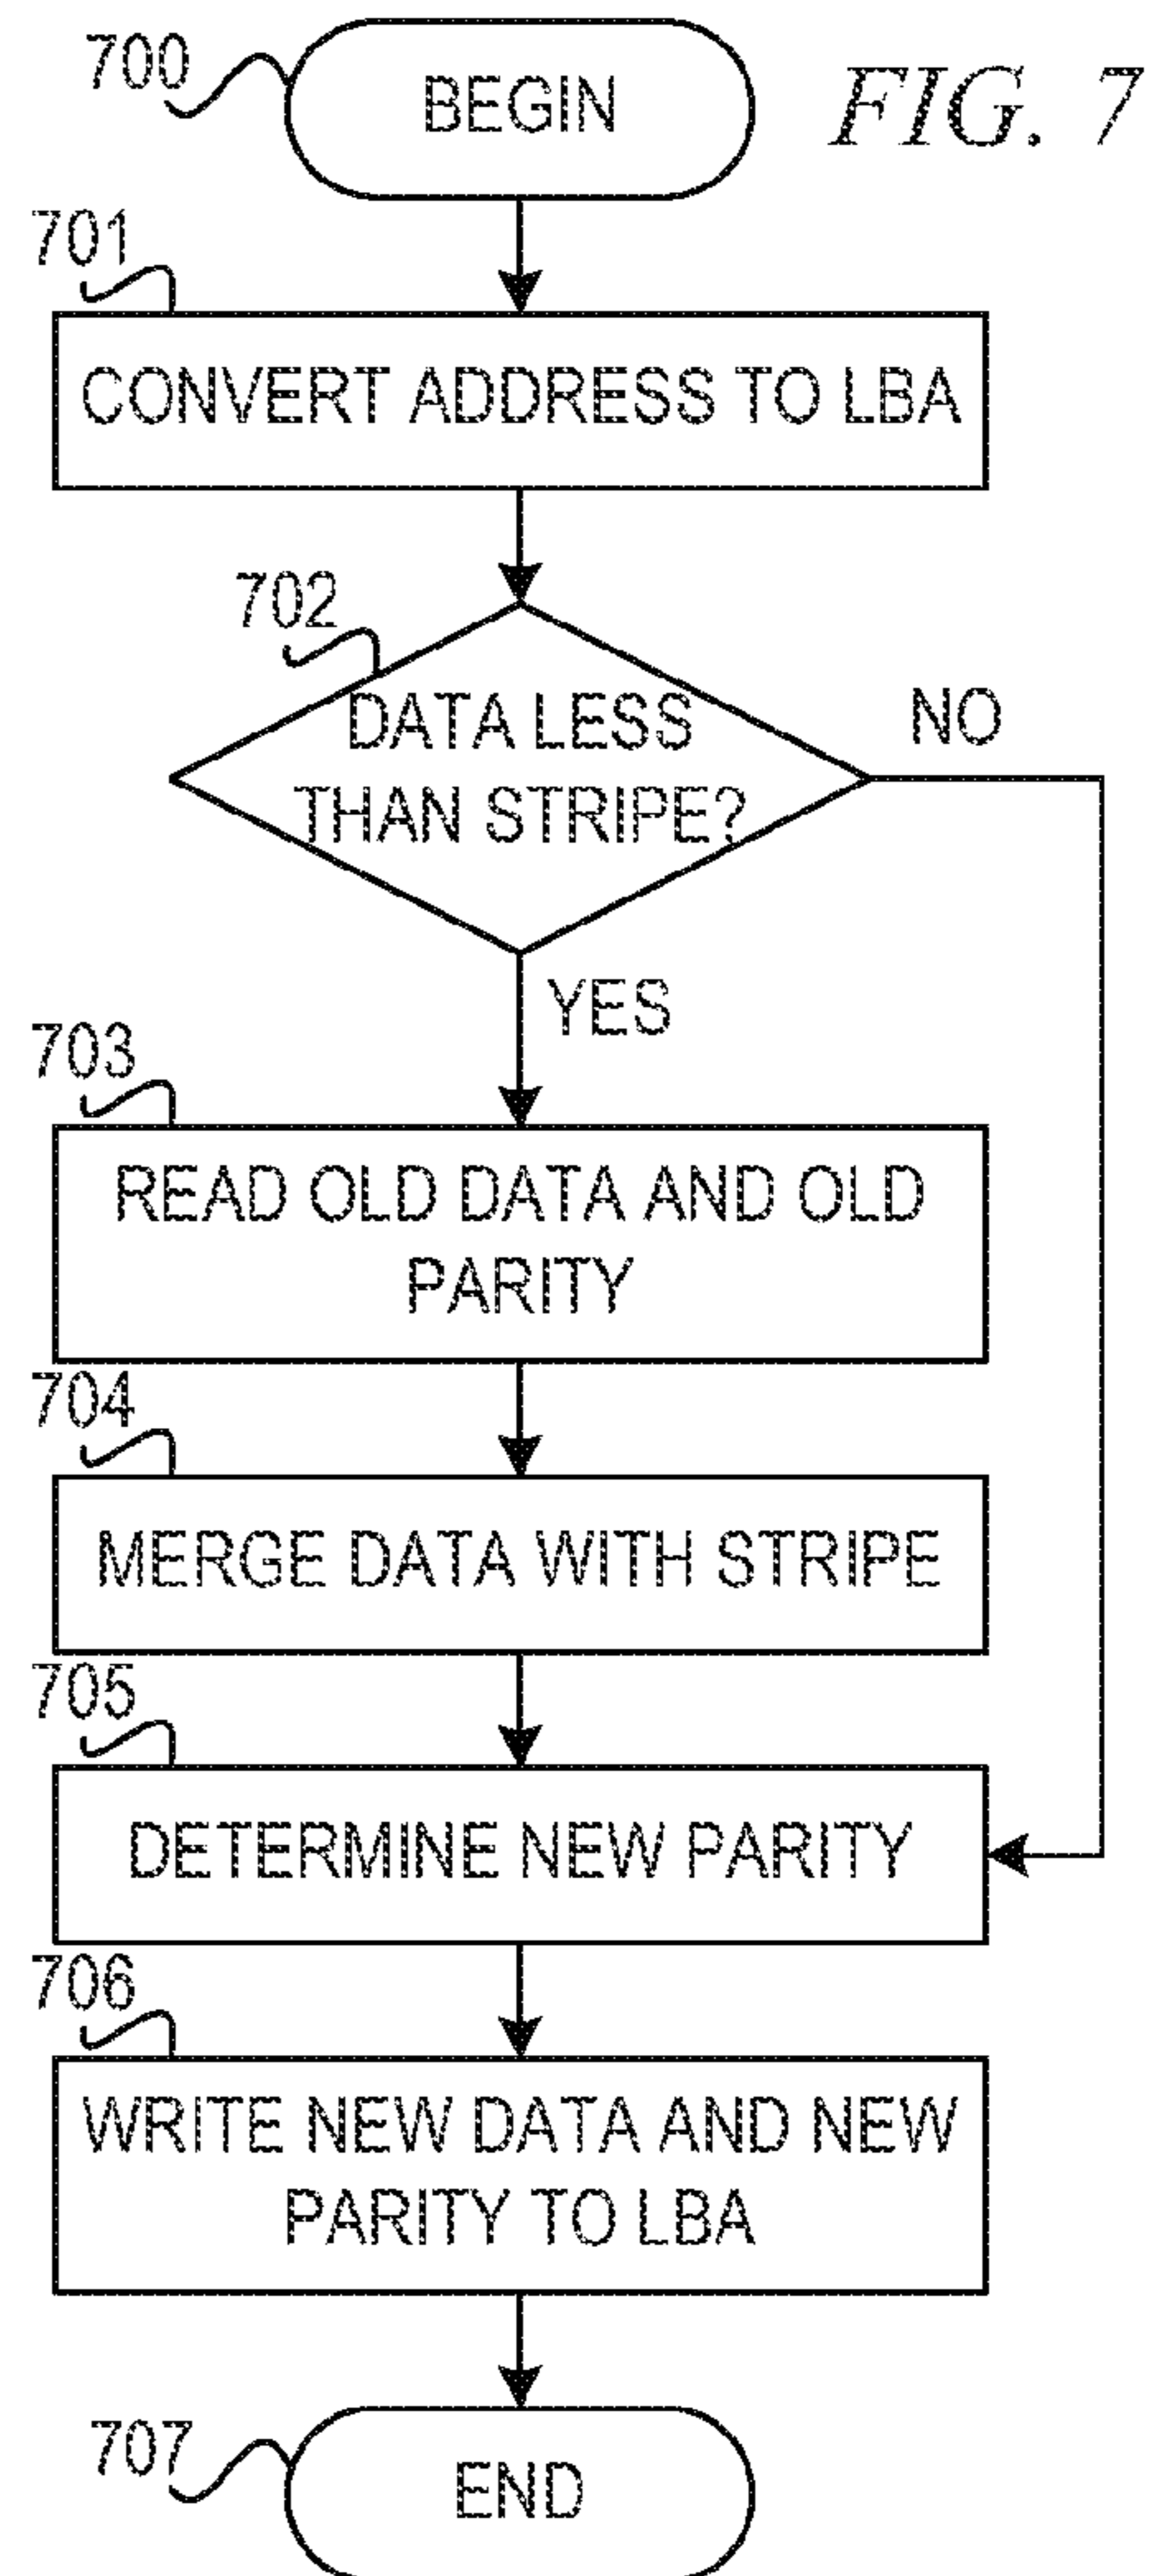 700
BEGIN
FIG. 7
701
CONVERT ADDRESS TO LBA
702
DATA LESS
THAN STRIPE?
NO
YES
703
READ OLD DATA AND OLD
PARITY
704
MERGE DATA WITH STRIPE
705
DETERMINE NEW PARITY
706
WRITE NEW DATA AND NEW
PARITY TO LBA
707
END